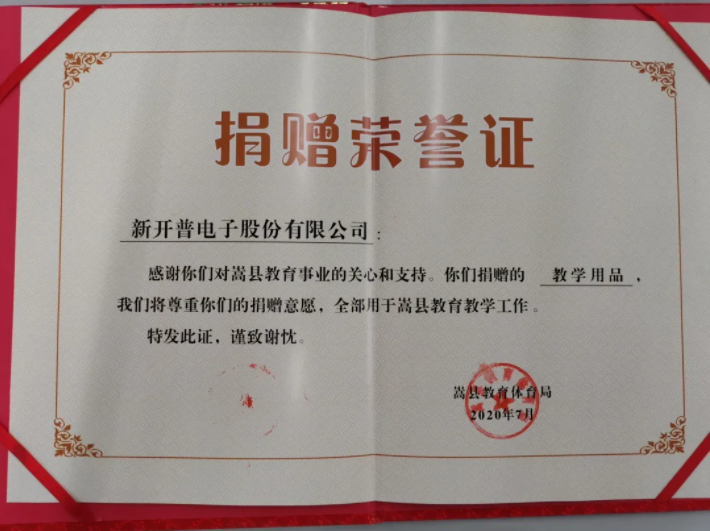 捐赠荣誉证
新开普电子股份有限公司:
感谢你们对嵩县教育事业的关心和支持。你们捐赠的 教学用品,
我们将尊重你们的捐赠意愿,全部用于嵩县教育教学工作。
特发此证,谨致谢忱。
嵩县教育体育局
2020年7月